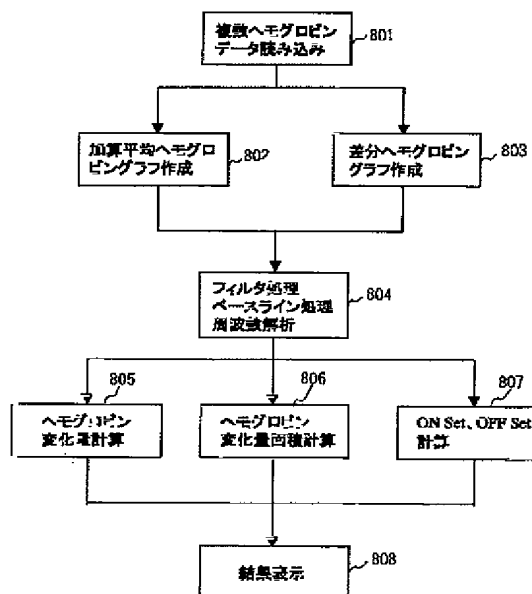 複数ヘモグロビン
データ読み込み
801
加算平均ヘモグロ
ビングラフ作成
802
差分ヘモグロビン
グラフ作成
803
フィルタ処理
ベースライン処理
周波数解析
804
805
ヘモグロビン
変化量計算
806
ヘモグロビン
変化量面積計算
807
ON Set、OFF Set
計算
結果表示
808